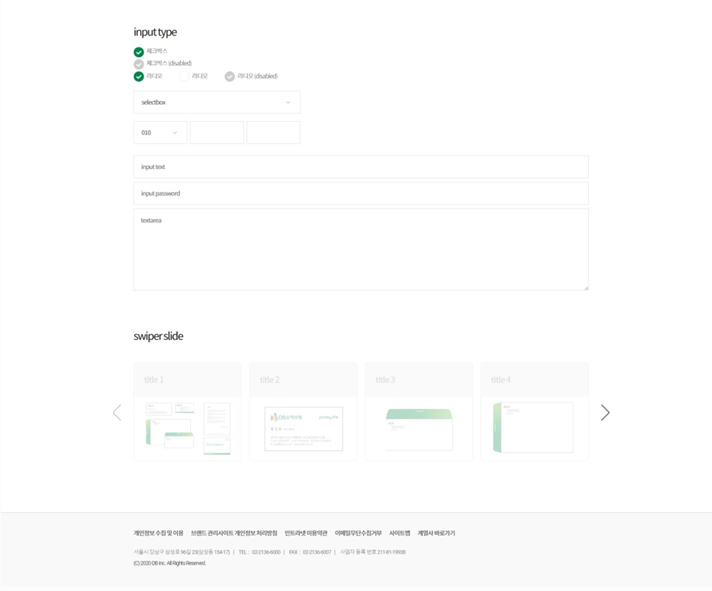 input type
체크박스
체크박스 (disabled)
라디오 라디오 라디오 (disabled)
selectbox
010
input text
input password
textarea
swiper slide
title 1 title 2 title 3 title 4
개인정보 수집 및 이용 브랜드 관리사이트 개인정보 처리방침 인트라넷 이용약관 이메일무단수집거부 사이트맵 계열사 바로가기
서울시 강남구 삼성로 96길 23(삼성동 154-17) | TEL : 02-2136-6000 | FAX : 02-2136-6007 | 사업자 등록 번호 211-81-19938
(C) 2020 DB Inc. All Rights Reserved.